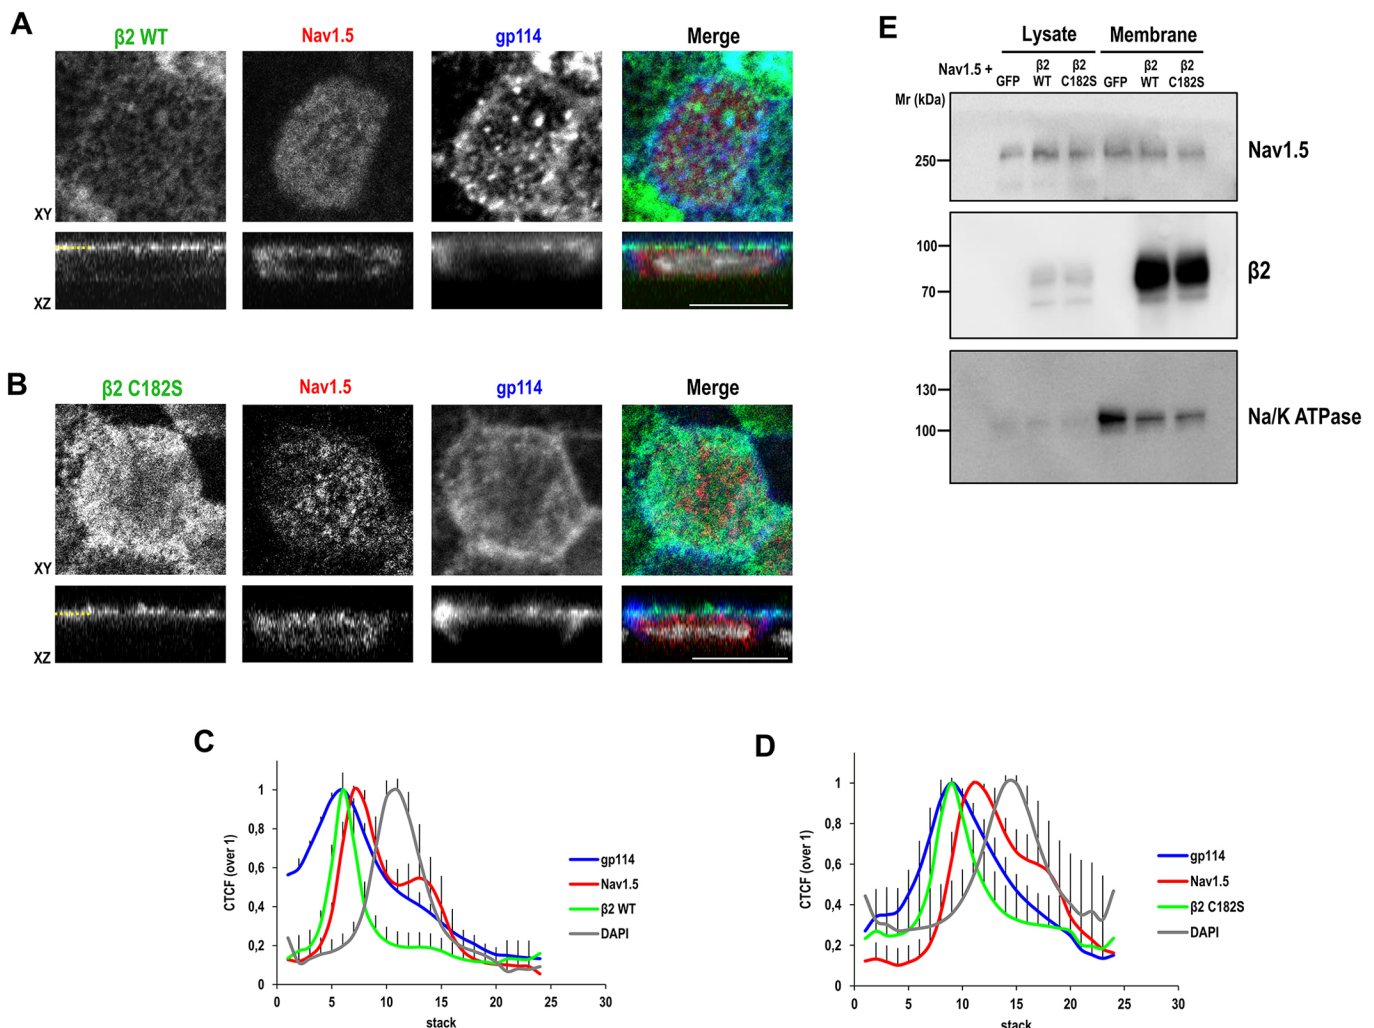 A
β2 WT
Nav1.5
gp114
Merge
XY
XZ
B
β2 C182S
Nav1.5
gp114
Merge
XY
XZ
E
Lysate Membrane
Nav1.5 +
GFP β2 WT β2 C182S GFP β2 WT β2 C182S
Mr (kDa)
250
Nav1.5
100
70
β2
130
100
Na/K ATPase
C
CTCF (over 1)
1
0,8
0,6
0,4
0,2
0
0 5 10 15 20 25 30
stack
gp114
Nav1.5
β2 WT
DAPI
D
CTCF (over 1)
1
0,8
0,6
0,4
0,2
0
0 5 10 15 20 25 30
stack
gp114
Nav1.5
β2 C182S
DAPI